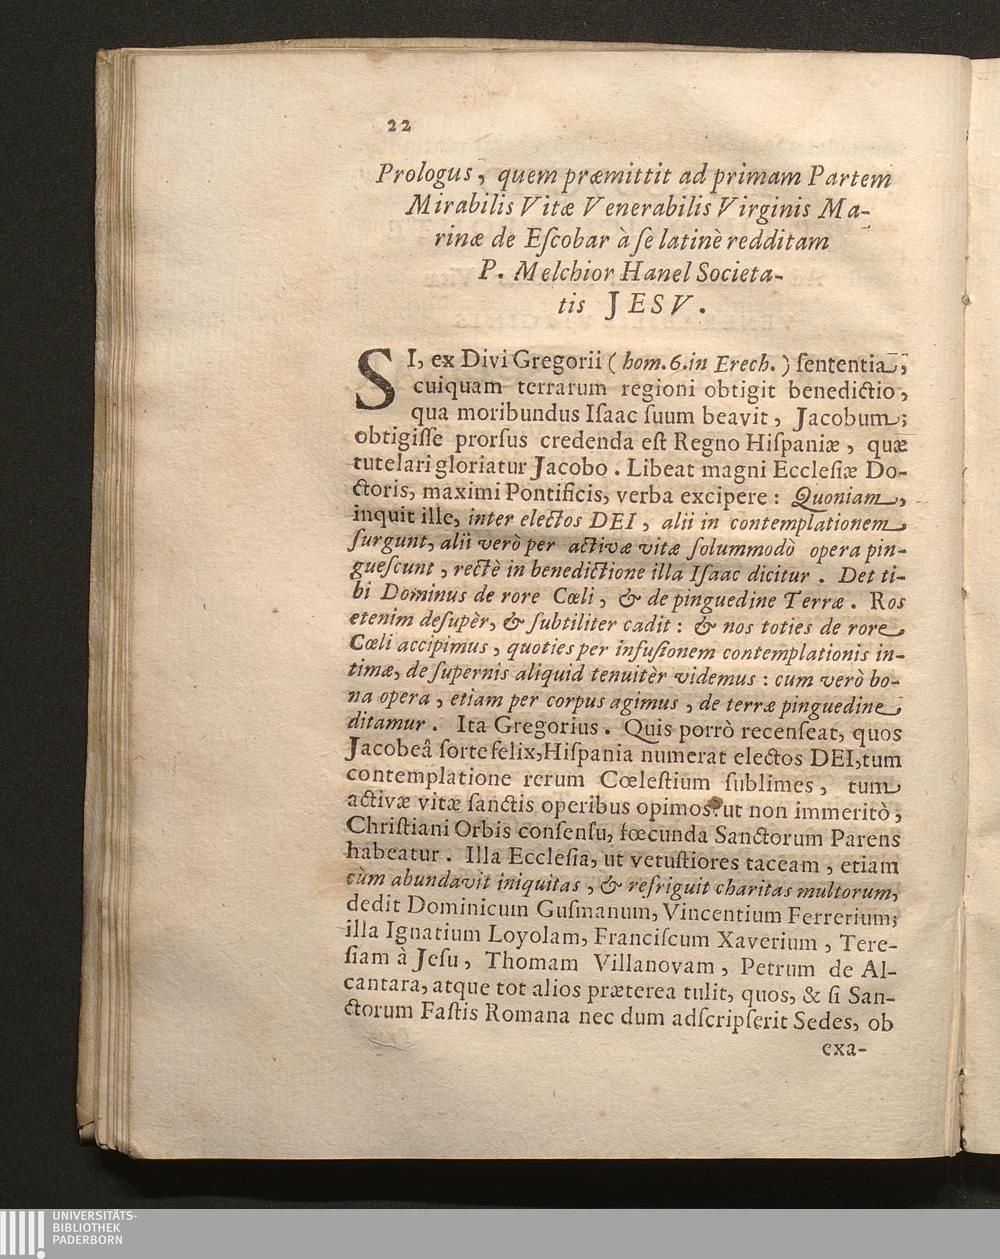 22
Prologus, quem præmittit ad primam Partem
Mirabilis Vitæ Venerabilis Virginis Ma-
rinæ de Eſcobar à ſe latinè redditam
P. Melchior Hanel Societa-
tis JESV.
SI, ex Divi Gregorii (hom. 6. in Erech.) ſententia,
cuiquam terrarum regioni obtigit benedictio,
qua moribundus Iſaac ſuum beavit, Jacobum;
obtigiſſe prorſus credenda eſt Regno Hiſpaniæ, quæ
tutelari gloriatur Jacobo. Libeat magni Eccleſiæ Do-
ctoris, maximi Pontificis, verba excipere: Quoniam,
inquit ille, inter electos DEI, alii in contemplationem
ſurgunt, alii verò per activæ vitæ ſolummodò opera pin-
gueſcunt, rectè in benedictione illa Iſaac dicitur. Det ti-
bi Dominus de rore Cœli, & de pinguedine Terræ. Ros
etenim deſupèr, & ſubtiliter cadit: & nos toties de rore
Cœli accipimus, quoties per infuſionem contemplationis in-
timæ, de ſupernis aliquid tenuitèr videmus: cum verò bo-
na opera, etiam per corpus agimus, de terræ pinguedine
ditamur. Ita Gregorius. Quis porrò recenſeat, quos
Jacobeâ ſorte felix, Hiſpania numerat electos DEI, tum
contemplatione rerum Cœleſtium ſublimes, tum
activæ vitæ ſanctis operibus opimos? ut non immeritò,
Chriſtiani Orbis conſenſu, fœcunda Sanctorum Parens
habeatur. Illa Eccleſia, ut vetuſtiores taceam, etiam
cùm abundavit iniquitas, & refriguit charitas multorum,
dedit Dominicum Guſmanum, Vincentium Ferrerium;
illa Ignatium Loyolam, Franciſcum Xaverium, Tere-
ſiam à Jeſu, Thomam Villanovam, Petrum de Al-
cantara, atque tot alios præterea tulit, quos, & ſi San-
ctorum Faſtis Romana nec dum adſcripſerit Sedes, ob
exa-
UNIVERSITÄTS-
BIBLIOTHEK
PADERBORN